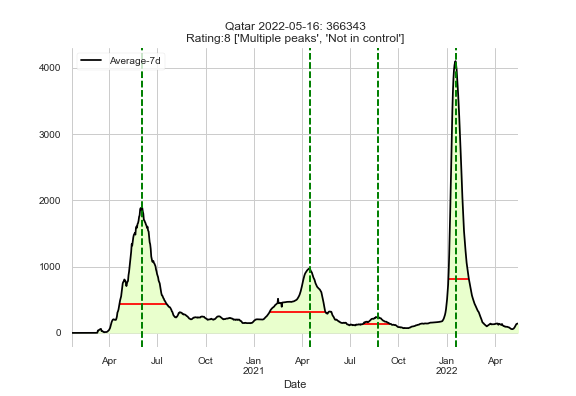 Qatar 2022-05-16: 366343
Rating:8 ['Multiple peaks', 'Not in control']
Average-7d
4000
3000
2000
1000
0
Apr Jul Oct Jan Apr Jul Oct Jan Apr
2021 2022
Date